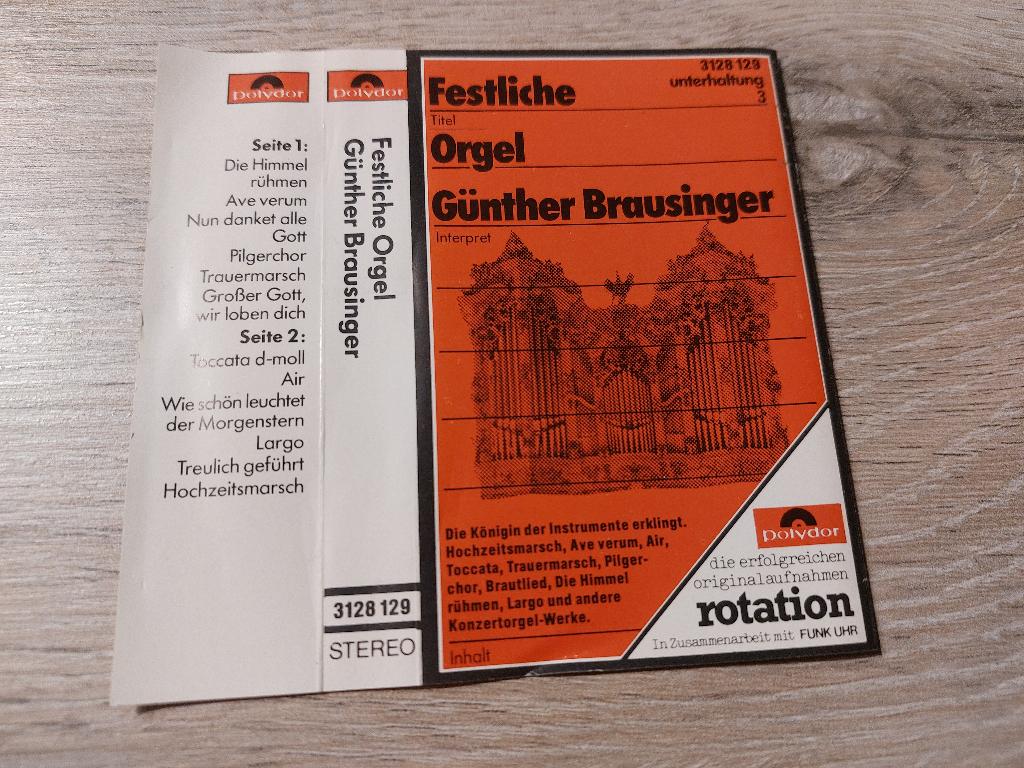 polydor
Seite 1:
Die Himmel
rühmen
Ave verum
Nun danket alle
Gott
Pilgerchor
Trauermarsch
Großer Gott,
wir loben dich
Seite 2:
Toccata d-moll
Air
Wie schön leuchtet
der Morgenstern
Largo
Treulich geführt
Hochzeitsmarsch
polydor
Festliche Orgel
Günther Brausinger
3128 129
STEREO
3128 129
unterhaltung
3
Festliche
Titel
Orgel
Günther Brausinger
Interpret
Die Königin der Instrumente erklingt.
Hochzeitsmarsch, Ave verum, Air,
Toccata, Trauermarsch, Pilger-
chor, Brautlied, Die Himmel
rühmen, Largo und andere
Konzertorgel-Werke.
Inhalt
polydor
die erfolgreichen
originalaufnahmen
rotation
In Zusammenarbeit mit FUNK UHR